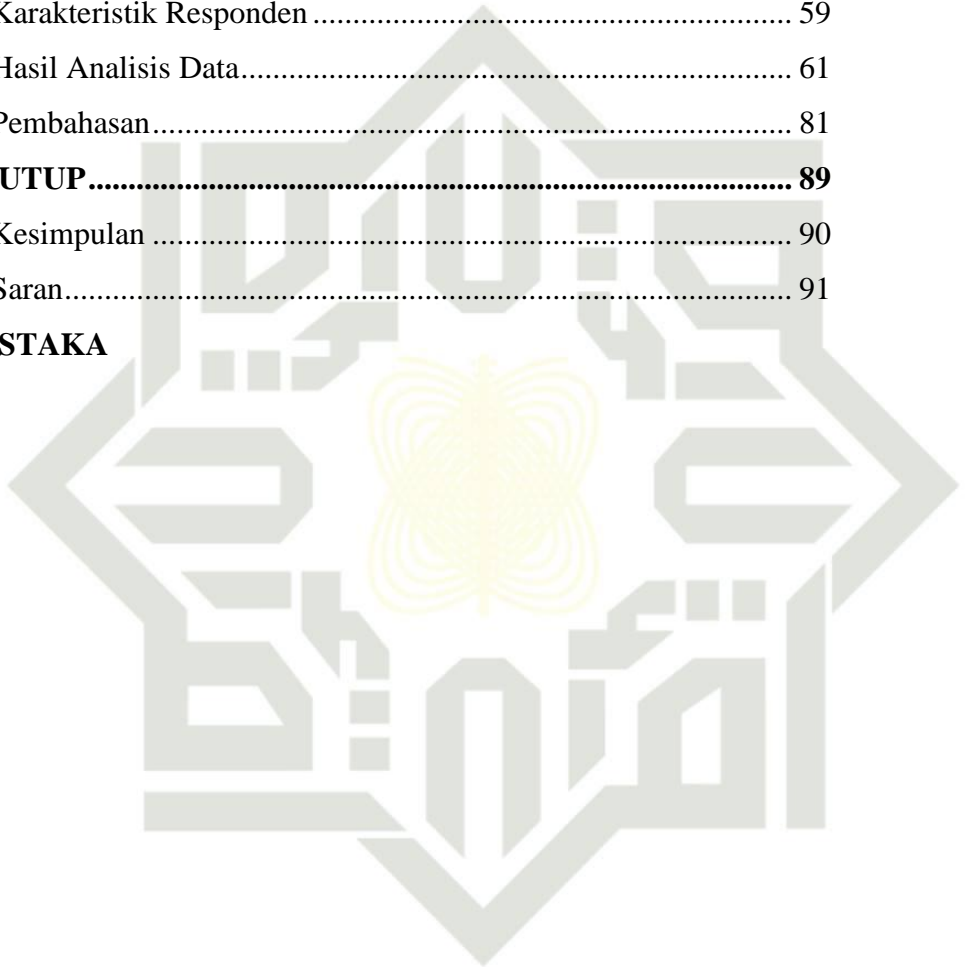 Karakteristik Responden ........................................................... 59
Hasil Analisis Data..................................................................... 61
Pembahasan................................................................................ 81
UTUP........................................................................................ 89
Kesimpulan ................................................................................ 90
Saran........................................................................................... 91
STAKA